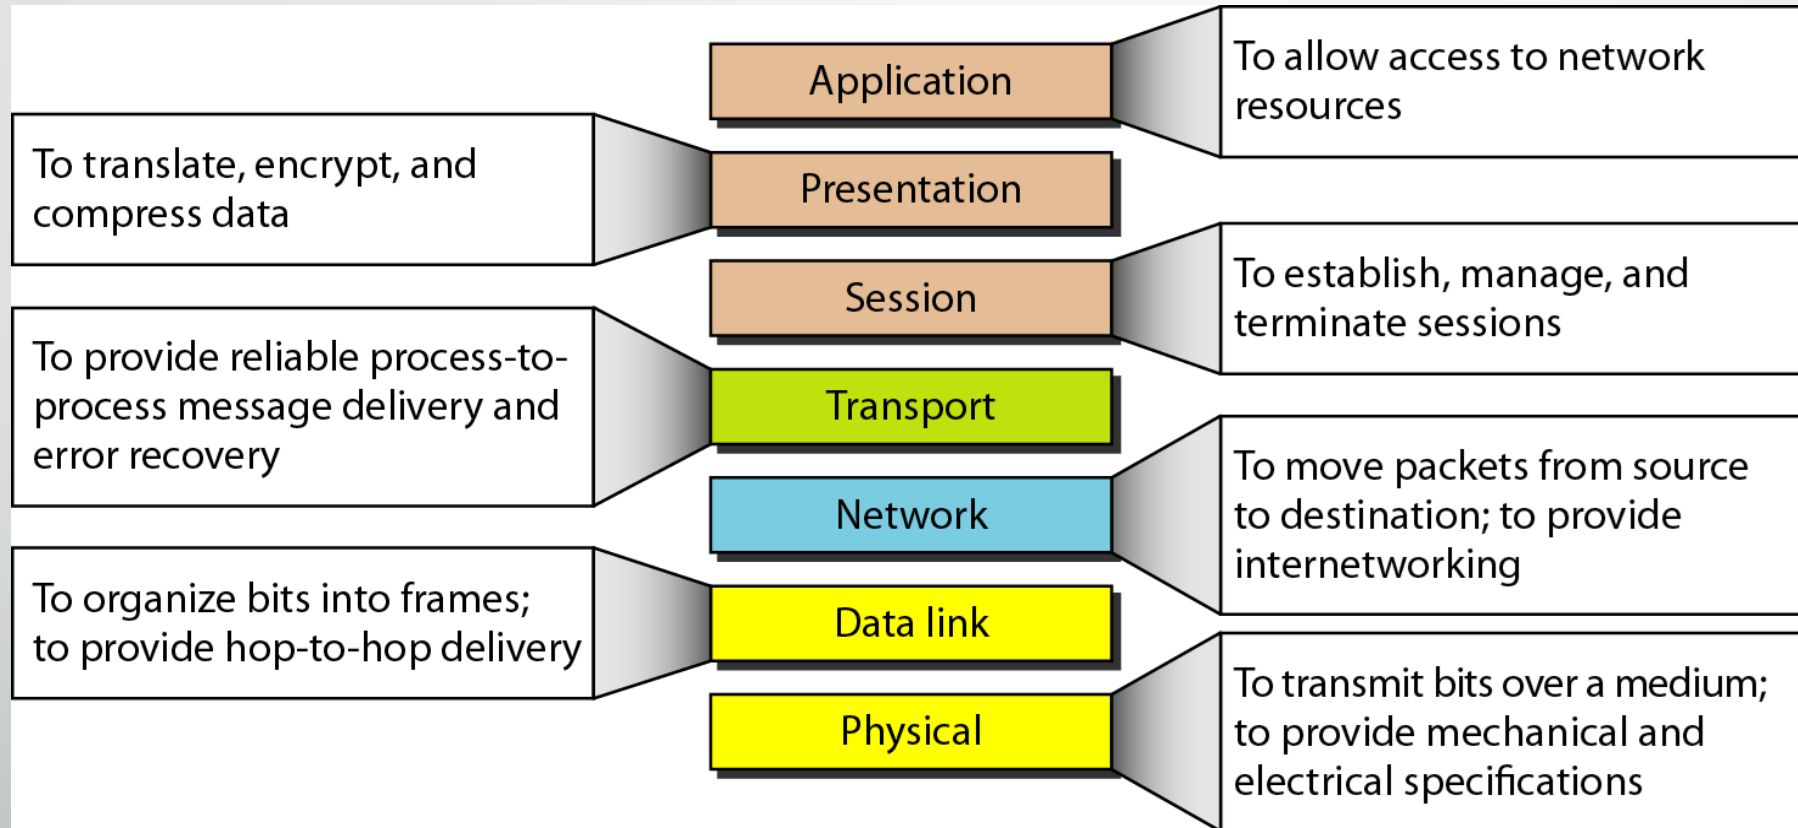 Application
To allow access to network
resources
To translate, encrypt, and
compress data
Presentation
Session
To establish, manage, and
terminate sessions
To provide reliable process-to-
process message delivery and
error recovery
Transport
Network
To move packets from source
to destination; to provide
internetworking
To organize bits into frames;
to provide hop-to-hop delivery
Data link
Physical
To transmit bits over a medium;
to provide mechanical and
electrical specifications